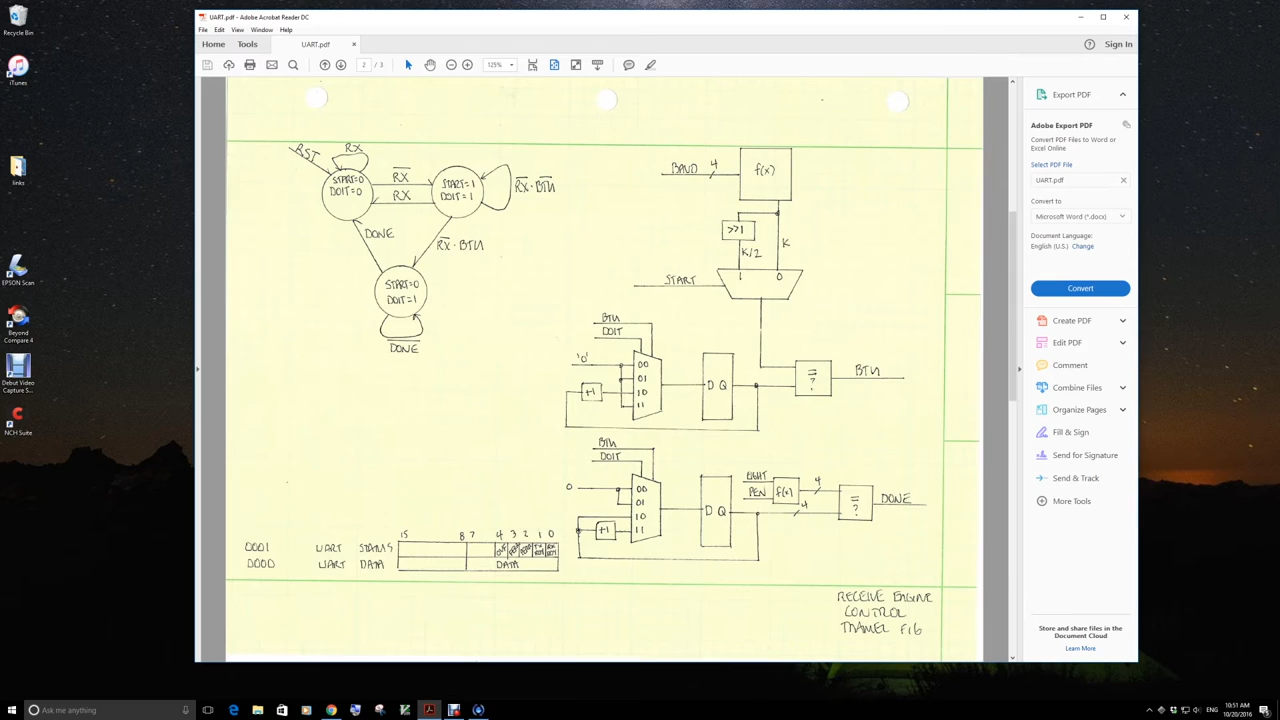 Recycle Bin
iTunes
links
EPSON Scan
Beyond
Compare 4
Debut Video
Capture S...
NCH Suite
UART.pdf - Adobe Acrobat Reader DC
File Edit View Window Help
Home Tools UART.pdf × Sign In
2 / 3 125%
RST RX
START=0
DOIT=0
RX
RX
START=1
DOIT=1
RX · BTU
DONE
RX · BTU
START=0
DOIT=1
DONE
BAUD 4
f(x)
>>1
K/2 K
START 1 0
BTU
DOIT
'0'
00
01
10
11
+1
D Q
=
?
BTU
BTU
DOIT
0
00
01
10
11
+1
D Q
EIGHT
PEN
f(x)
4
4
=
?
DONE
15 8 7 4 3 2 1 0
0001 UART STATUS
0000 UART DATA DATA
RECEIVE ENGINE
CONTROL
TRAMEL F16
Export PDF
Adobe Export PDF
Convert PDF Files to Word or
Excel Online
Select PDF File
UART.pdf ×
Convert to
Microsoft Word (*.docx)
Document Language:
English (U.S.) Change
Convert
Create PDF
Edit PDF
Comment
Combine Files
Organize Pages
Fill & Sign
Send for Signature
Send & Track
More Tools
Store and share files in the
Document Cloud
Learn More
Ask me anything
ENG
10:51 AM
10/20/2016